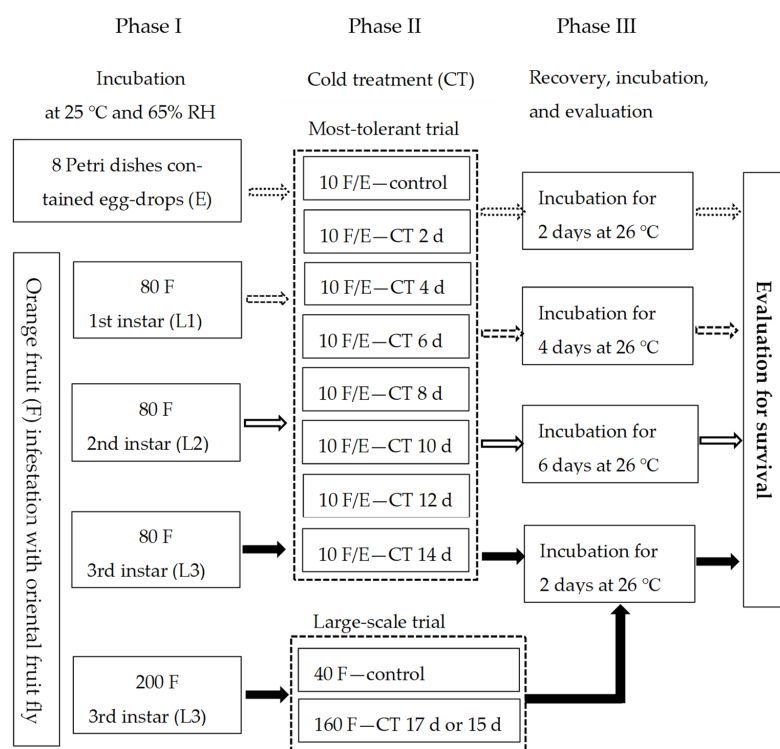 Phase I
Phase II
Phase III
Incubation
at 25 °C and 65% RH
Cold treatment (CT)
Recovery, incubation,
and evaluation
Most-tolerant trial
8 Petri dishes con-
tained egg-drops (E)
Orange fruit (F) infestation with oriental fruit fly
80 F
1st instar (L1)
80 F
2nd instar (L2)
80 F
3rd instar (L3)
200 F
3rd instar (L3)
10 F/E—control
10 F/E—CT 2 d
10 F/E—CT 4 d
10 F/E—CT 6 d
10 F/E—CT 8 d
10 F/E—CT 10 d
10 F/E—CT 12 d
10 F/E—CT 14 d
Large-scale trial
40 F—control
160 F—CT 17 d or 15 d
Incubation for
2 days at 26 °C
Incubation for
4 days at 26 °C
Incubation for
6 days at 26 °C
Incubation for
2 days at 26 °C
Evaluation for survival